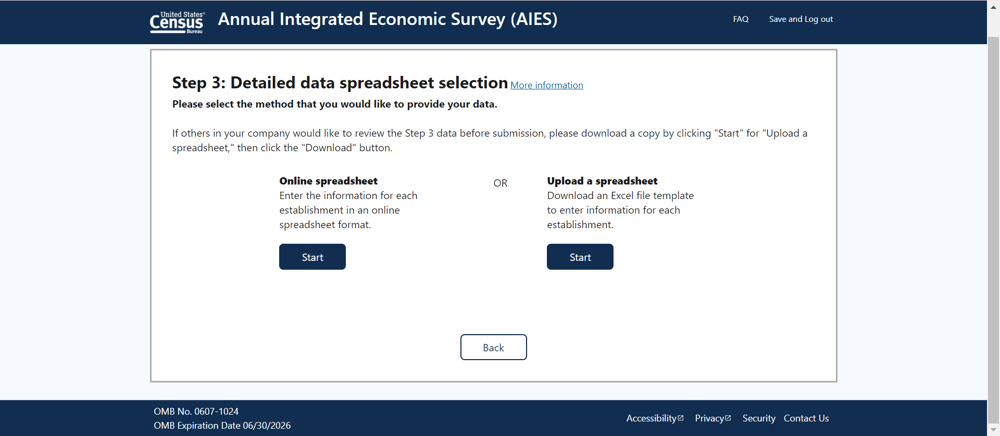 United States®
Census
Bureau
Annual Integrated Economic Survey (AIES)
FAQ
Save and Log out
Step 3: Detailed data spreadsheet selection More information
Please select the method that you would like to provide your data.
If others in your company would like to review the Step 3 data before submission, please download a copy by clicking "Start" for "Upload a
spreadsheet," then click the "Download" button.
Online spreadsheet
Enter the information for each
establishment in an online
spreadsheet format.
Start
OR
Upload a spreadsheet
Download an Excel file template
to enter information for each
establishment.
Start
Back
OMB No. 0607-1024
OMB Expiration Date 06/30/2026
Accessibility
Privacy
Security
Contact Us